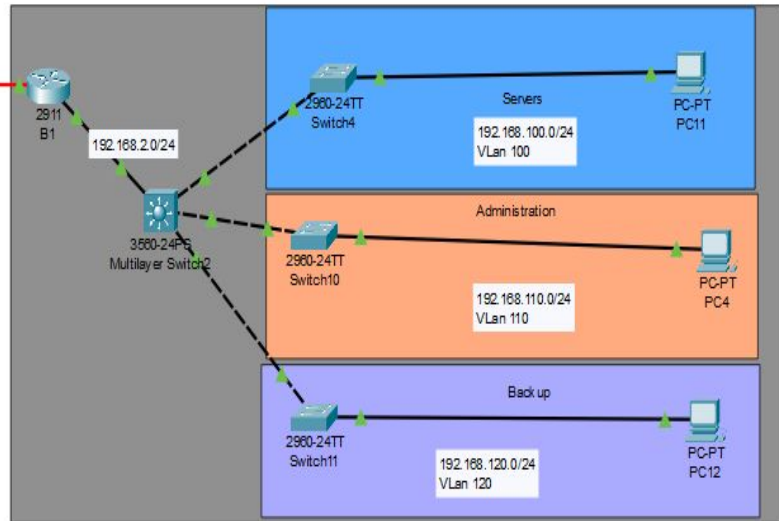 2911
B1
192.168.2.0/24
3560-24PS
Multilayer Switch2
2960-24TT
Switch4
Servers
192.168.100.0/24
VLan 100
PC-PT
PC11
Administration
2960-24TT
Switch10
192.168.110.0/24
VLan 110
PC-PT
PC4
Back up
2960-24TT
Switch11
192.168.120.0/24
VLan 120
PC-PT
PC12